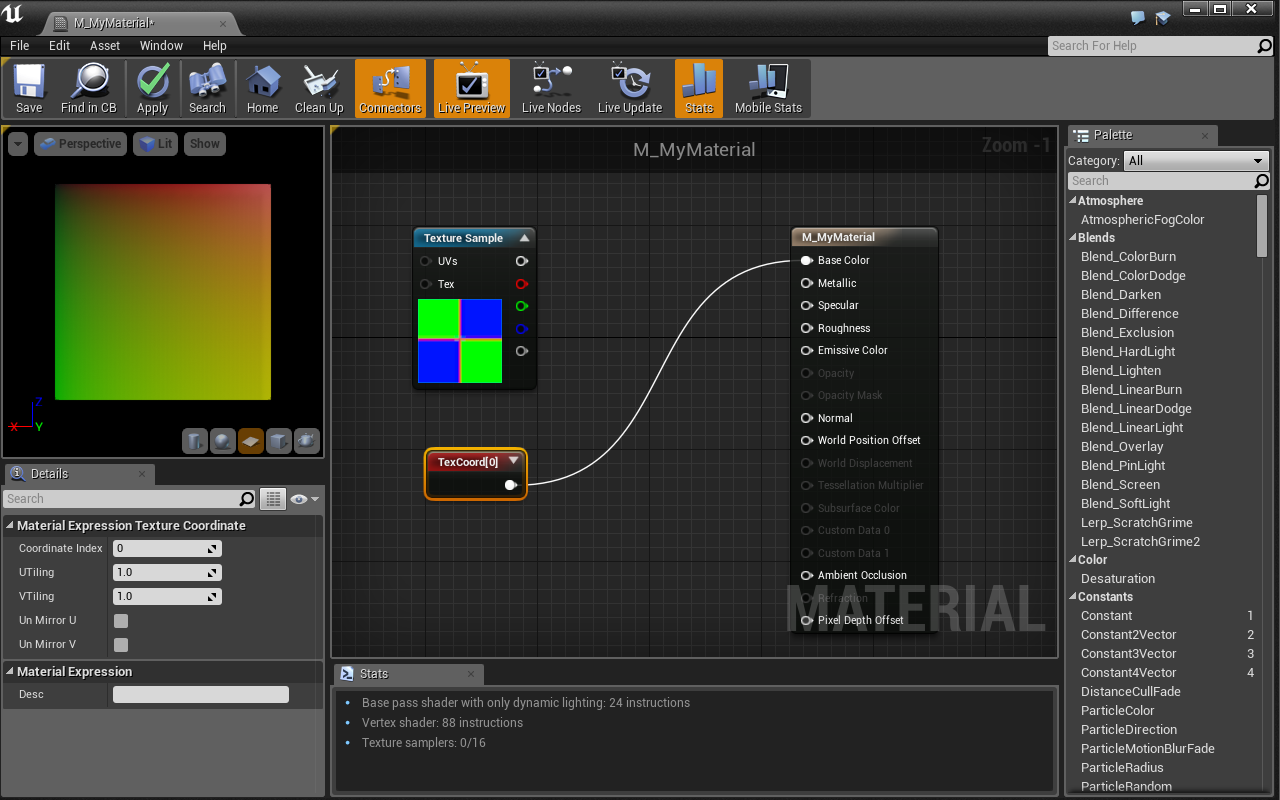 M_MyMaterial*
File Edit Asset Window Help
Search For Help
Save Find in CB Apply Search Home Clean Up Connectors Live Preview Live Nodes Live Update Stats Mobile Stats
Perspective Lit Show
X Z Y
Details
Search
Material Expression Texture Coordinate
Coordinate Index 0
UTiling 1.0
VTiling 1.0
Un Mirror U
Un Mirror V
Material Expression
Desc
M_MyMaterial
Zoom -1
Texture Sample
UVs
Tex
TexCoord[0]
M_MyMaterial
Base Color
Metallic
Specular
Roughness
Emissive Color
Opacity
Opacity Mask
Normal
World Position Offset
World Displacement
Tessellation Multiplier
Subsurface Color
Custom Data 0
Custom Data 1
Ambient Occlusion
Refraction
Pixel Depth Offset
MATERIAL
Stats
Base pass shader with only dynamic lighting: 24 instructions
Vertex shader: 88 instructions
Texture samplers: 0/16
Palette
Category: All
Search
Atmosphere
AtmosphericFogColor
Blends
Blend_ColorBurn
Blend_ColorDodge
Blend_Darken
Blend_Difference
Blend_Exclusion
Blend_HardLight
Blend_Lighten
Blend_LinearBurn
Blend_LinearDodge
Blend_LinearLight
Blend_Overlay
Blend_PinLight
Blend_Screen
Blend_SoftLight
Lerp_ScratchGrime
Lerp_ScratchGrime2
Color
Desaturation
Constants
Constant 1
Constant2Vector 2
Constant3Vector 3
Constant4Vector 4
DistanceCullFade
ParticleColor
ParticleDirection
ParticleMotionBlurFade
ParticleRadius
ParticleRandom